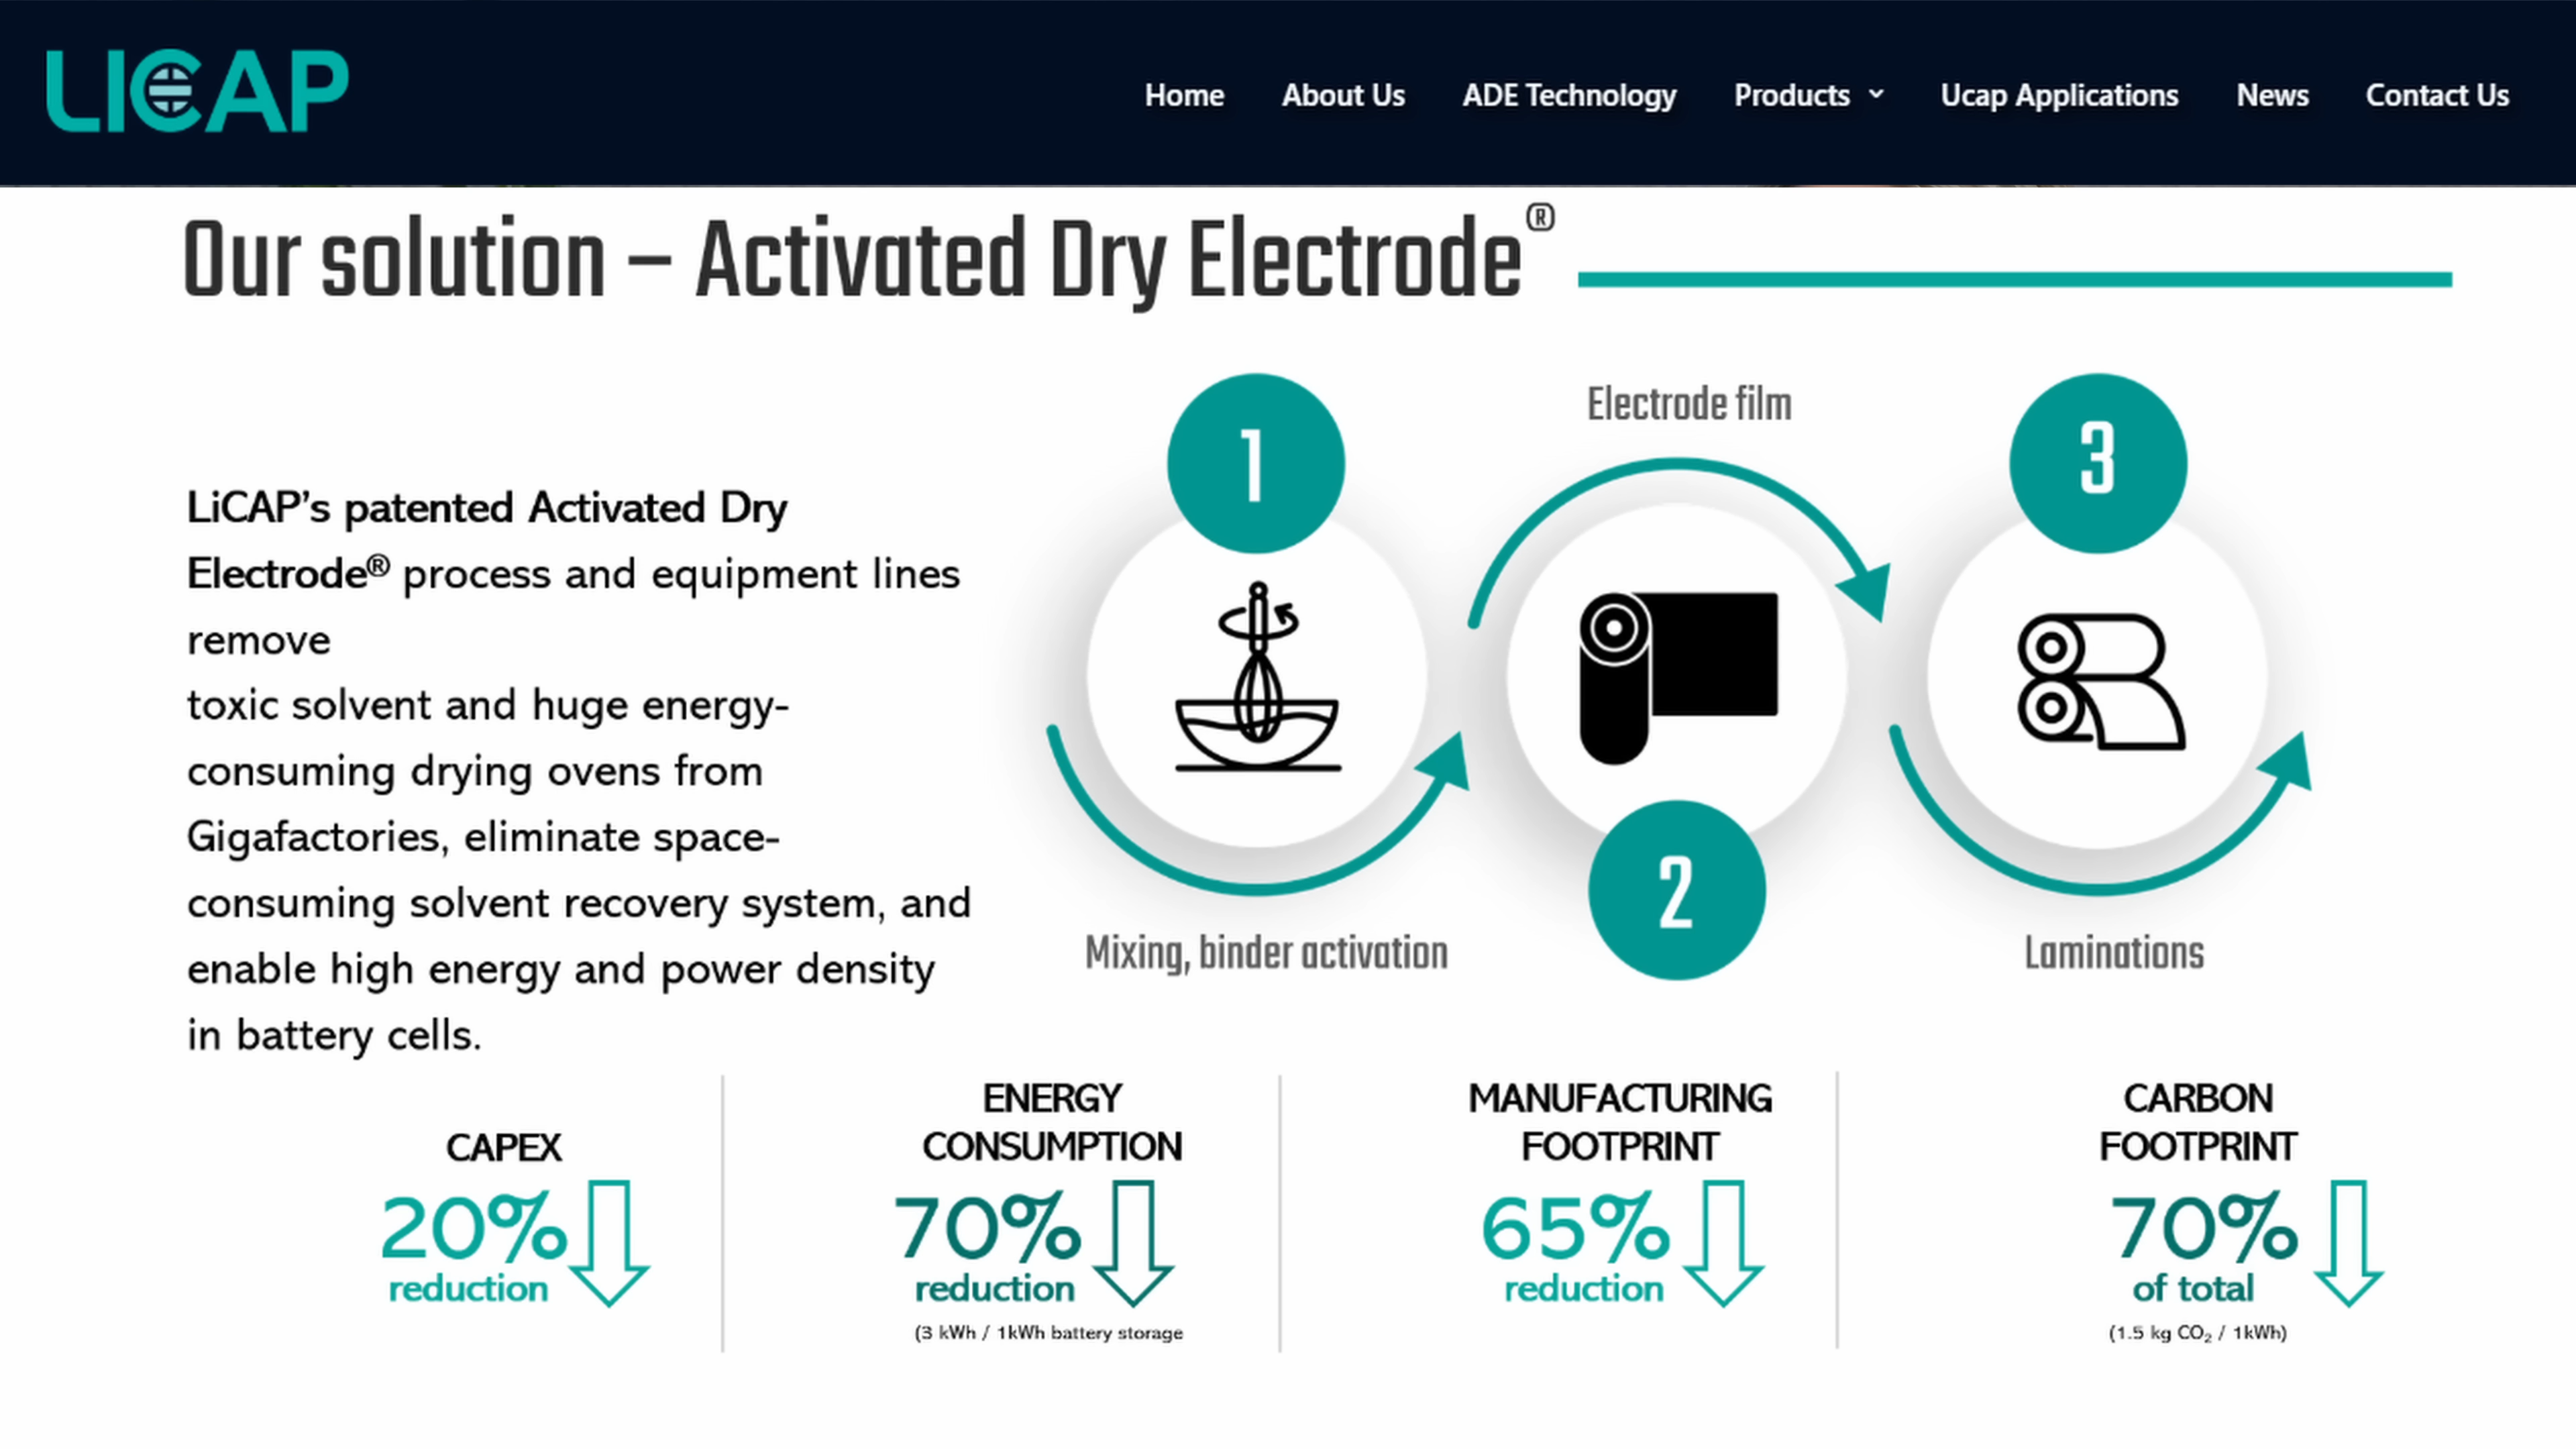 LICAP
Home About Us ADE Technology Products Ucap Applications News Contact Us
Our solution – Activated Dry Electrode®
LiCAP’s patented Activated Dry
Electrode® process and equipment lines
remove
toxic solvent and huge energy-
consuming drying ovens from
Gigafactories, eliminate space-
consuming solvent recovery system, and
enable high energy and power density
in battery cells.
1
Mixing, binder activation
Electrode film
2
3
Laminations
CAPEX
20%
reduction
ENERGY
CONSUMPTION
70%
reduction
(3 kWh / 1kWh battery storage
MANUFACTURING
FOOTPRINT
65%
reduction
CARBON
FOOTPRINT
70%
of total
(1.5 kg CO₂ / 1kWh)